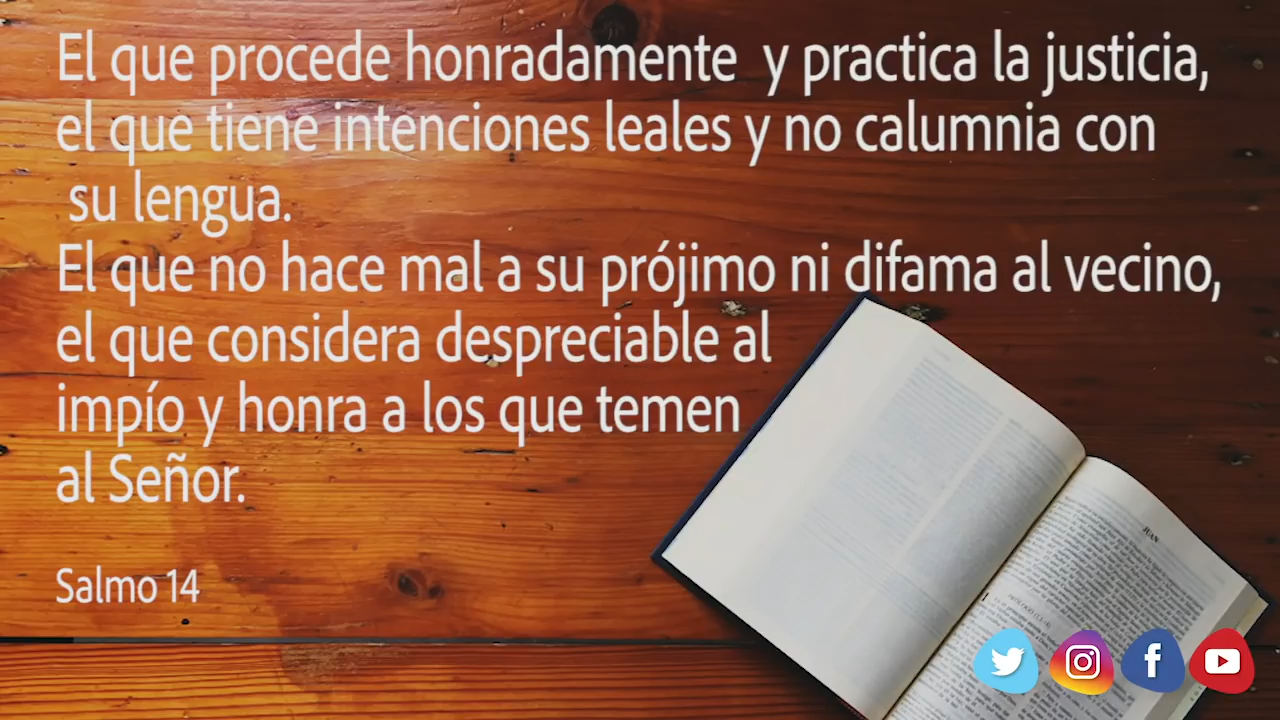 El que procede honradamente y practica la justicia,
el que tiene intenciones leales y no calumnia con
su lengua.
El que no hace mal a su prójimo ni difama al vecino,
el que considera despreciable al
impío y honra a los que temen
al Señor.
Salmo 14
JUAN